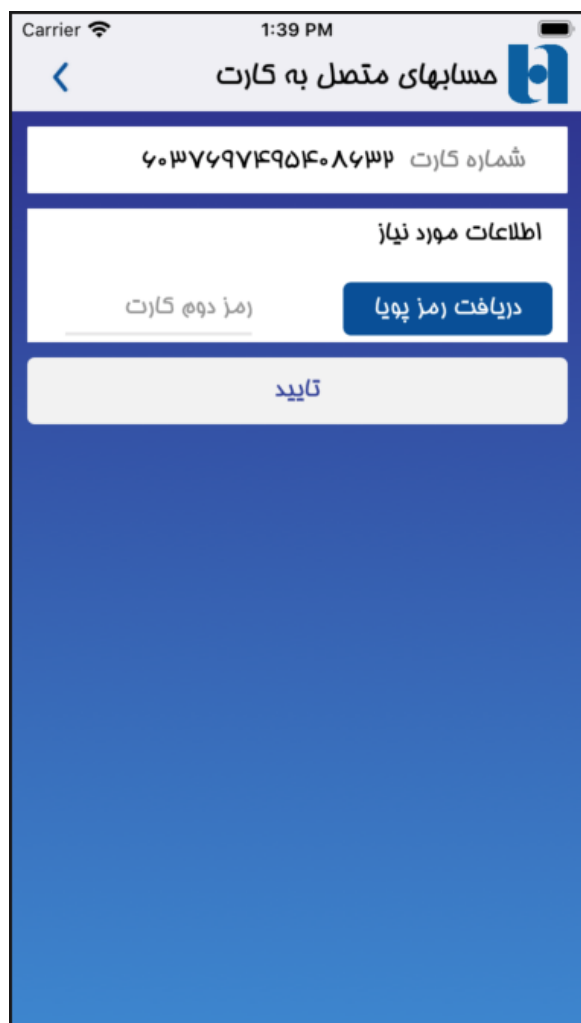 Carrier 1:39 PM
حسابهای متصل به کارت
شماره کارت ۶۰۳۷۶۹۷۴۹۵۴۰۸۶۳۲
اطلاعات مورد نیاز
دریافت رمز پویا رمز دوم کارت
تایید